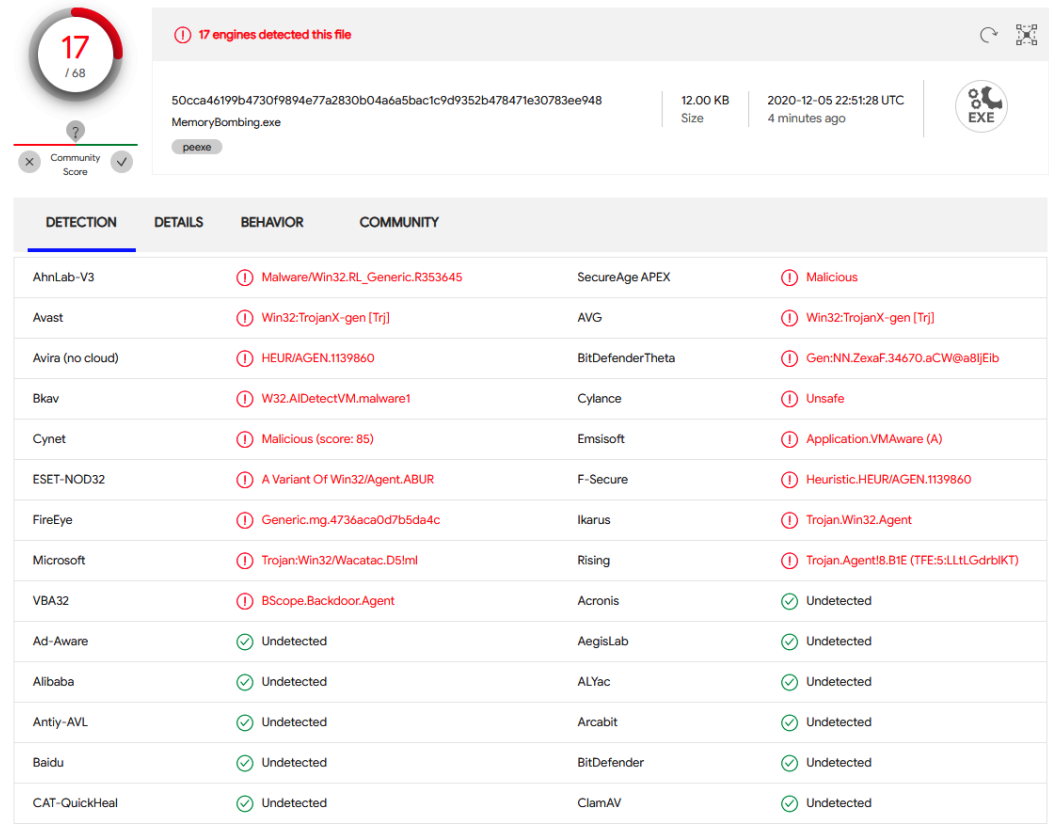 17
/ 68
?
Community
Score
17 engines detected this file
50cca46199b4730f9894e77a2830b04a6a5bac1c9d9352b478471e30783ee948
MemoryBombing.exe
peexe
12.00 KB
Size
2020-12-05 22:51:28 UTC
4 minutes ago
EXE
DETECTION DETAILS BEHAVIOR COMMUNITY
AhnLab-V3 Malware/Win32.RL_Generic.R353645 SecureAge APEX Malicious
Avast Win32:TrojanX-gen [Trj] AVG Win32:TrojanX-gen [Trj]
Avira (no cloud) HEUR/AGEN.1139860 BitDefenderTheta Gen:NN.ZexaF.34670.aCW@a8ljEib
Bkav W32.AIDetectVM.malware1 Cylance Unsafe
Cynet Malicious (score: 85) Emsisoft Application.VMAware (A)
ESET-NOD32 A Variant Of Win32/Agent.ABUR F-Secure Heuristic.HEUR/AGEN.1139860
FireEye Generic.mg.4736aca0d7b5da4c Ikarus Trojan.Win32.Agent
Microsoft Trojan:Win32/Wacatac.D5!ml Rising Trojan.Agent!8.B1E (TFE:5:LLtLGdrblKT)
VBA32 BScope.Backdoor.Agent Acronis Undetected
Ad-Aware Undetected AegisLab Undetected
Alibaba Undetected ALYac Undetected
Antiy-AVL Undetected Arcabit Undetected
Baidu Undetected BitDefender Undetected
CAT-QuickHeal Undetected ClamAV Undetected